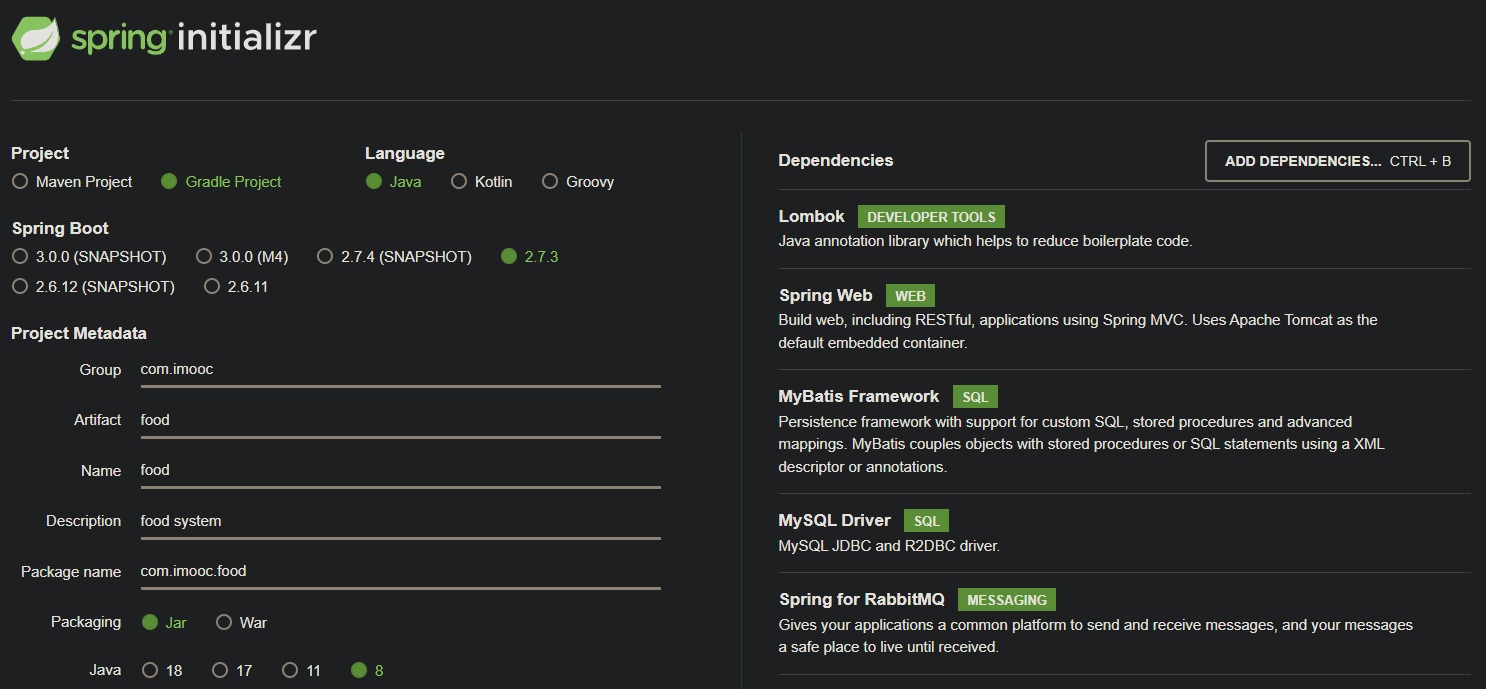 spring initializr
Project
Maven Project Gradle Project
Language
Java Kotlin Groovy
Spring Boot
3.0.0 (SNAPSHOT) 3.0.0 (M4) 2.7.4 (SNAPSHOT) 2.7.3
2.6.12 (SNAPSHOT) 2.6.11
Project Metadata
Group com.imooc
Artifact food
Name food
Description food system
Package name com.imooc.food
Packaging Jar War
Java 18 17 11 8
Dependencies
ADD DEPENDENCIES... CTRL + B
Lombok DEVELOPER TOOLS
Java annotation library which helps to reduce boilerplate code.
Spring Web WEB
Build web, including RESTful, applications using Spring MVC. Uses Apache Tomcat as the
default embedded container.
MyBatis Framework SQL
Persistence framework with support for custom SQL, stored procedures and advanced
mappings. MyBatis couples objects with stored procedures or SQL statements using a XML
descriptor or annotations.
MySQL Driver SQL
MySQL JDBC and R2DBC driver.
Spring for RabbitMQ MESSAGING
Gives your applications a common platform to send and receive messages, and your messages
a safe place to live until received.